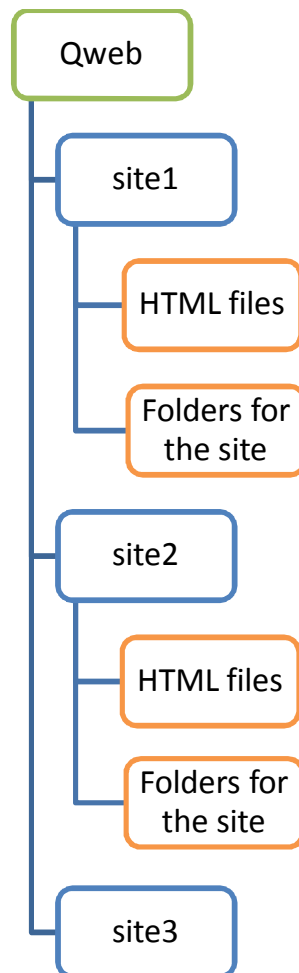 Qweb
site1
HTML files
Folders for
the site
site2
HTML files
Folders for
the site
site3